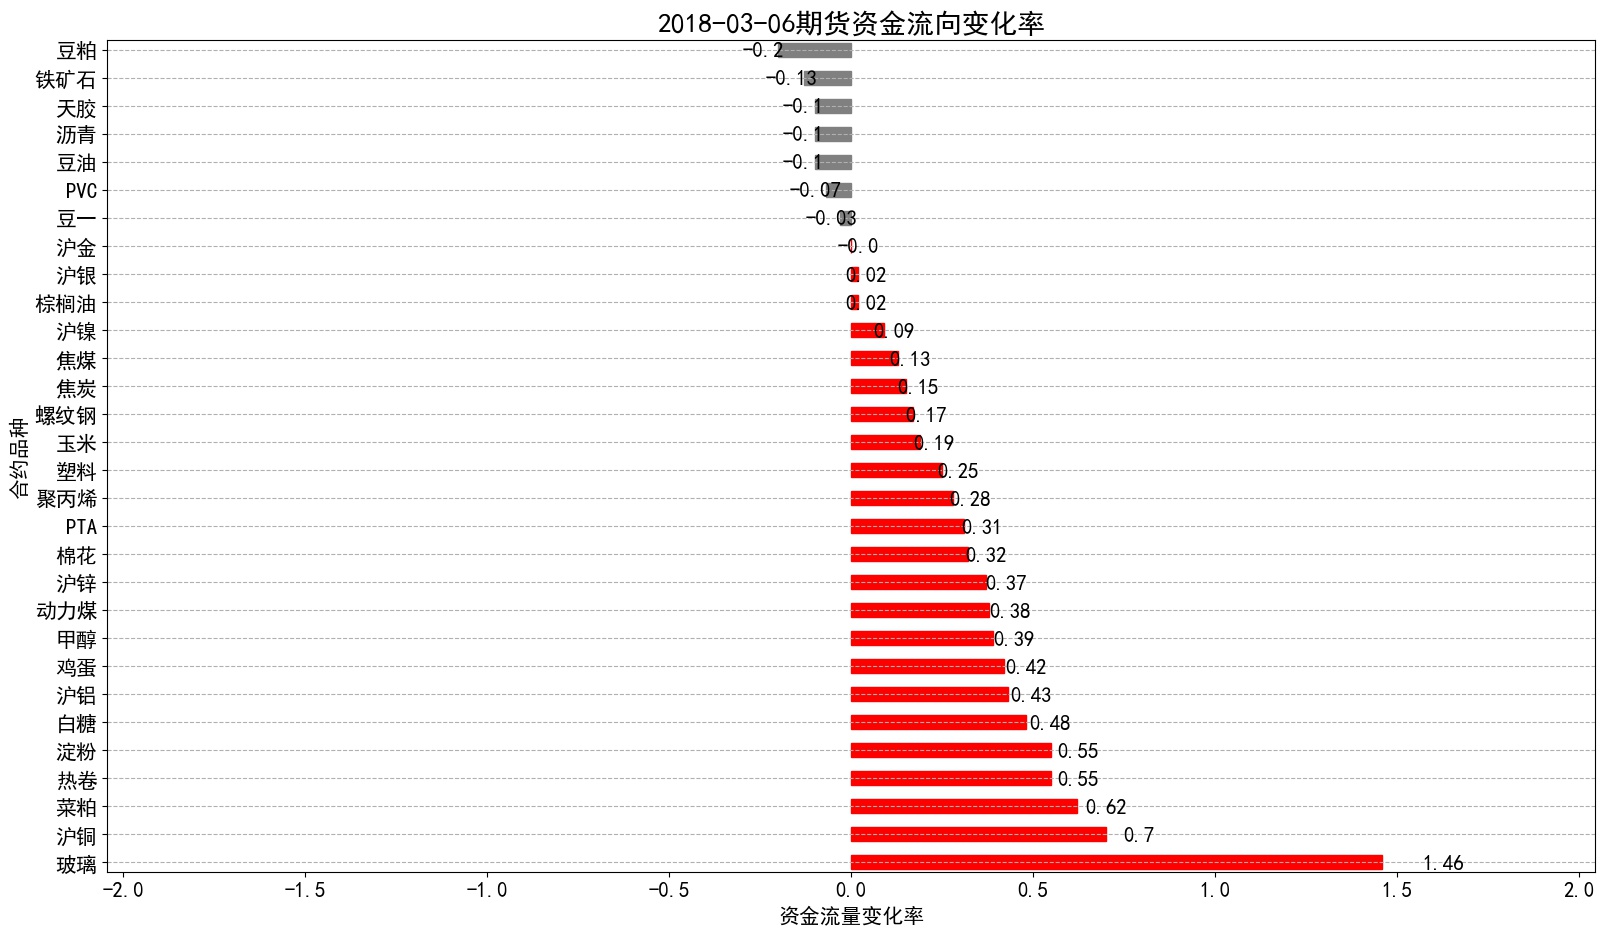 2018-03-06期货资金流向变化率
豆粕 -0.2
铁矿石 -0.13
天胶 -0.1
沥青 -0.1
豆油 -0.1
PVC -0.07
豆一 -0.03
沪金 -0.0
沪银 0.02
棕榈油 0.02
沪镍 0.09
焦煤 0.13
焦炭 0.15
螺纹钢 0.17
玉米 0.19
塑料 0.25
聚丙烯 0.28
PTA 0.31
棉花 0.32
沪锌 0.37
动力煤 0.38
甲醇 0.39
鸡蛋 0.42
沪铝 0.43
白糖 0.48
淀粉 0.55
热卷 0.55
菜粕 0.62
沪铜 0.7
玻璃 1.46
合约品种
-2.0 -1.5 -1.0 -0.5 0.0 0.5 1.0 1.5 2.0
资金流量变化率